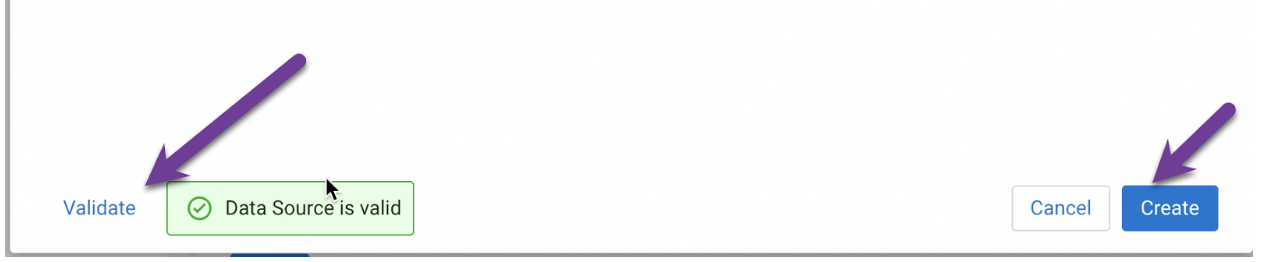 Validate
Data Source is valid
Cancel
Create